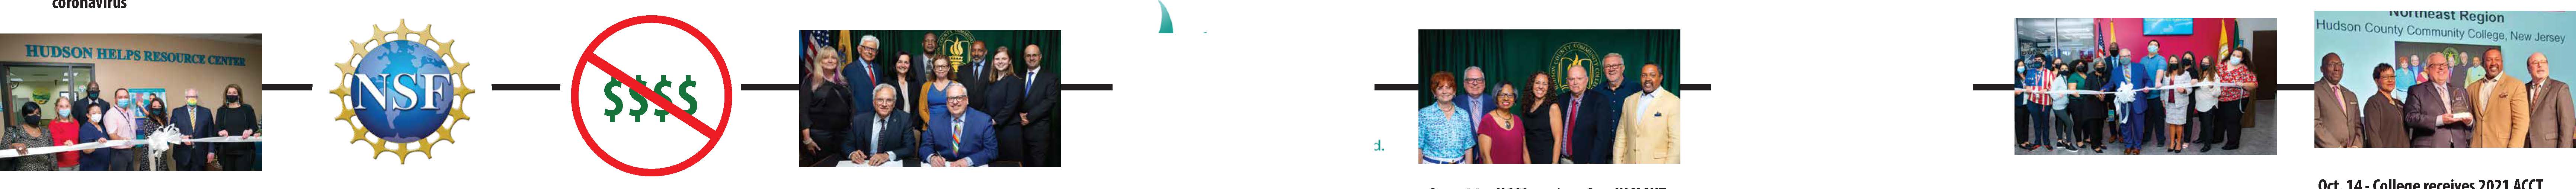 coronavirus
HUDSON HELPS RESOURCE CENTER
NSF
$$$$
d.
Northeast Region
Hudson County Community College, New Jersey
Oct. 14 - College receives 2021 ACCT